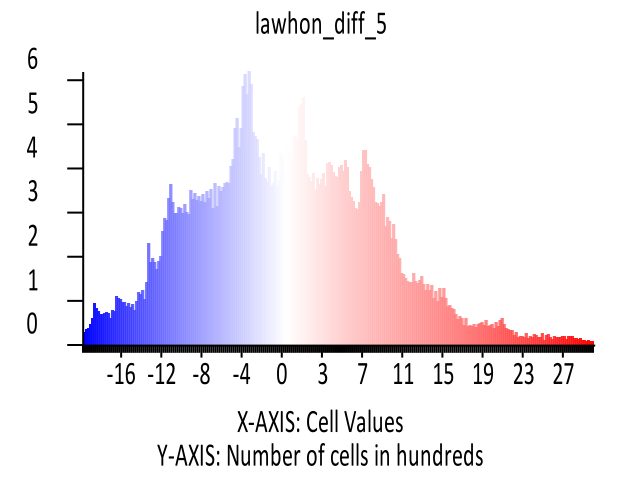 lawhon_diff_5
6
5
4
3
2
1
0
-16 -12 -8 -4 0 3 7 11 15 19 23 27
X-AXIS: Cell Values
Y-AXIS: Number of cells in hundreds